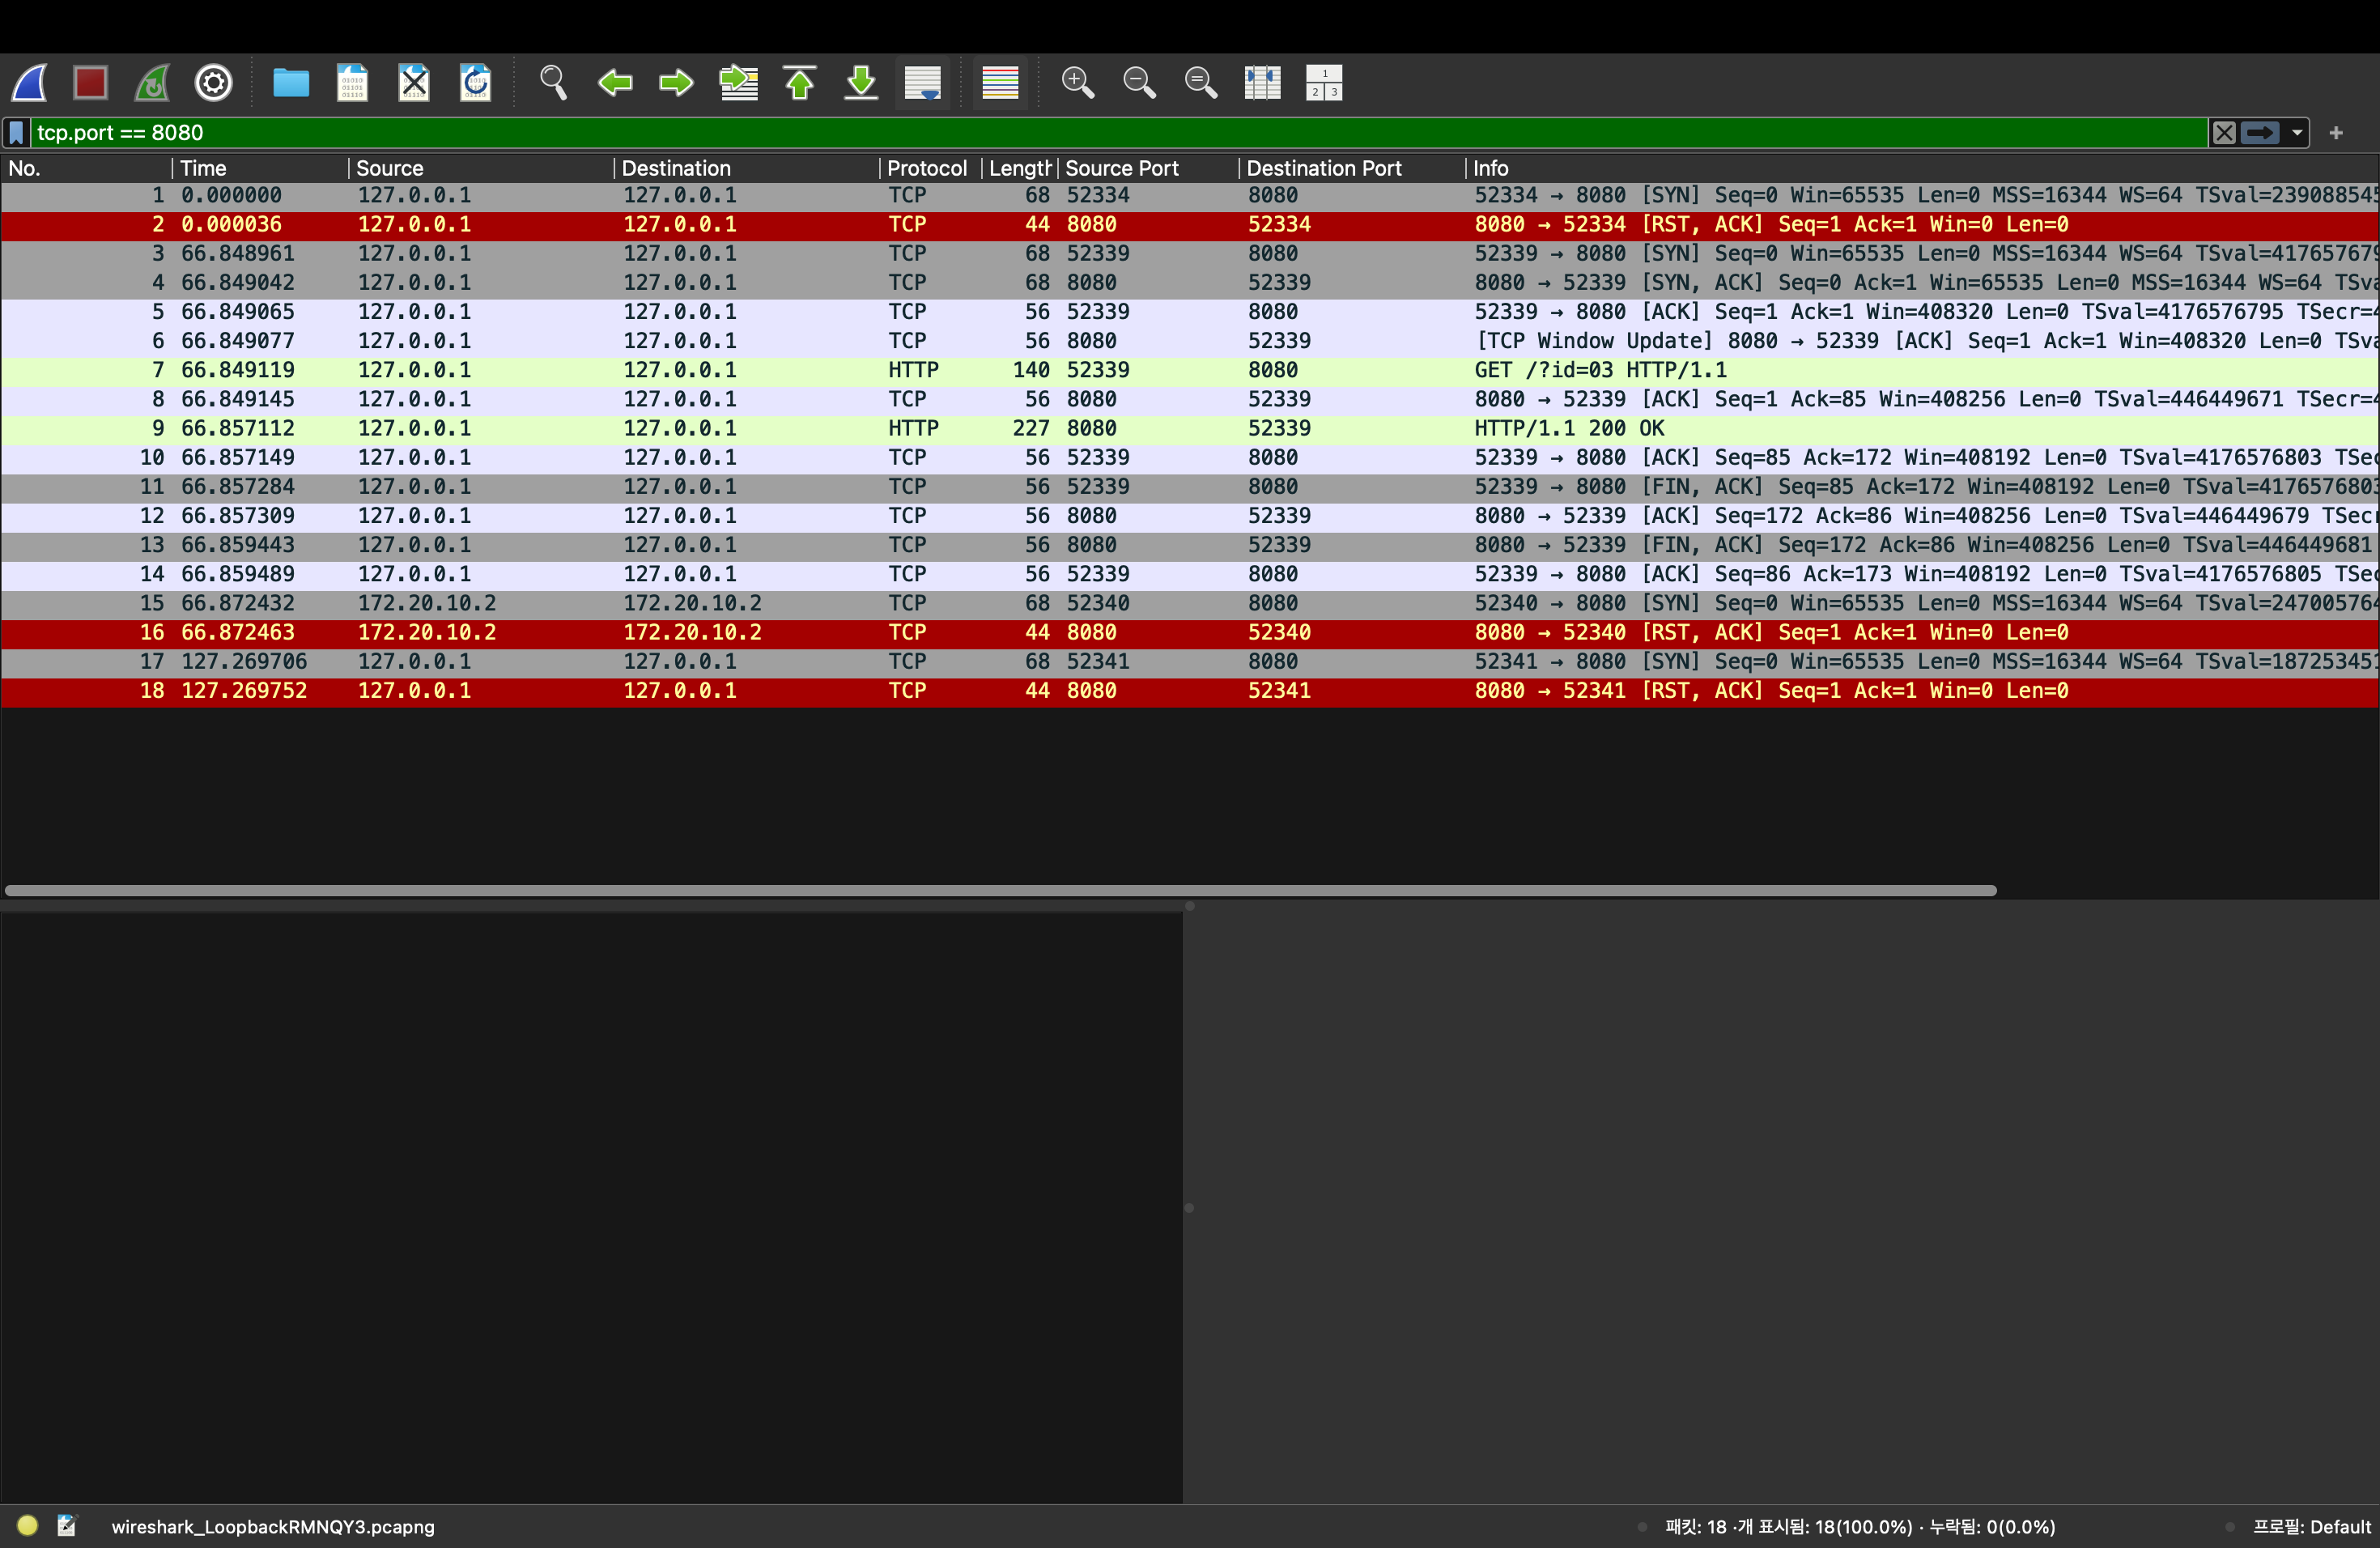 tcp.port == 8080
No. Time Source Destination Protocol Length Source Port Destination Port Info
1 0.000000 127.0.0.1 127.0.0.1 TCP 68 52334 8080 52334 → 8080 [SYN] Seq=0 Win=65535 Len=0 MSS=16344 WS=64 TSval=239088545
2 0.000036 127.0.0.1 127.0.0.1 TCP 44 8080 52334 8080 → 52334 [RST, ACK] Seq=1 Ack=1 Win=0 Len=0
3 66.848961 127.0.0.1 127.0.0.1 TCP 68 52339 8080 52339 → 8080 [SYN] Seq=0 Win=65535 Len=0 MSS=16344 WS=64 TSval=417657679
4 66.849042 127.0.0.1 127.0.0.1 TCP 68 8080 52339 8080 → 52339 [SYN, ACK] Seq=0 Ack=1 Win=65535 Len=0 MSS=16344 WS=64 TSva
5 66.849065 127.0.0.1 127.0.0.1 TCP 56 52339 8080 52339 → 8080 [ACK] Seq=1 Ack=1 Win=408320 Len=0 TSval=4176576795 TSecr=4
6 66.849077 127.0.0.1 127.0.0.1 TCP 56 8080 52339 [TCP Window Update] 8080 → 52339 [ACK] Seq=1 Ack=1 Win=408320 Len=0 TSva
7 66.849119 127.0.0.1 127.0.0.1 HTTP 140 52339 8080 GET /?id=03 HTTP/1.1
8 66.849145 127.0.0.1 127.0.0.1 TCP 56 8080 52339 8080 → 52339 [ACK] Seq=1 Ack=85 Win=408256 Len=0 TSval=446449671 TSecr=4
9 66.857112 127.0.0.1 127.0.0.1 HTTP 227 8080 52339 HTTP/1.1 200 OK
10 66.857149 127.0.0.1 127.0.0.1 TCP 56 52339 8080 52339 → 8080 [ACK] Seq=85 Ack=172 Win=408192 Len=0 TSval=4176576803 TSec
11 66.857284 127.0.0.1 127.0.0.1 TCP 56 52339 8080 52339 → 8080 [FIN, ACK] Seq=85 Ack=172 Win=408192 Len=0 TSval=4176576803
12 66.857309 127.0.0.1 127.0.0.1 TCP 56 8080 52339 8080 → 52339 [ACK] Seq=172 Ack=86 Win=408256 Len=0 TSval=446449679 TSecr
13 66.859443 127.0.0.1 127.0.0.1 TCP 56 8080 52339 8080 → 52339 [FIN, ACK] Seq=172 Ack=86 Win=408256 Len=0 TSval=446449681
14 66.859489 127.0.0.1 127.0.0.1 TCP 56 52339 8080 52339 → 8080 [ACK] Seq=86 Ack=173 Win=408192 Len=0 TSval=4176576805 TSec
15 66.872432 172.20.10.2 172.20.10.2 TCP 68 52340 8080 52340 → 8080 [SYN] Seq=0 Win=65535 Len=0 MSS=16344 WS=64 TSval=247005764
16 66.872463 172.20.10.2 172.20.10.2 TCP 44 8080 52340 8080 → 52340 [RST, ACK] Seq=1 Ack=1 Win=0 Len=0
17 127.269706 127.0.0.1 127.0.0.1 TCP 68 52341 8080 52341 → 8080 [SYN] Seq=0 Win=65535 Len=0 MSS=16344 WS=64 TSval=187253451
18 127.269752 127.0.0.1 127.0.0.1 TCP 44 8080 52341 8080 → 52341 [RST, ACK] Seq=1 Ack=1 Win=0 Len=0
wireshark_LoopbackRMNQY3.pcapng 패킷: 18 ·개 표시됨: 18(100.0%) · 누락됨: 0(0.0%) 프로필: Default